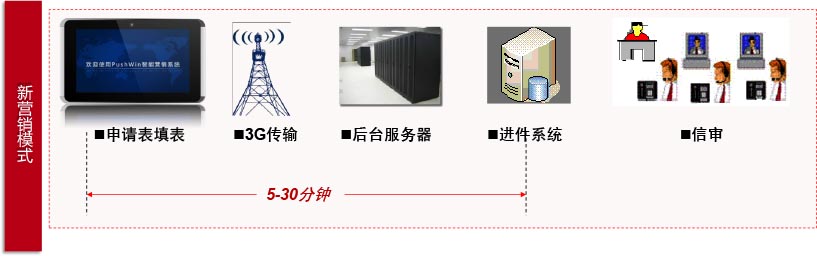 新营销模式
欢迎使用PushWin智能营销系统
■申请表填表
■3G传输
■后台服务器
■进件系统
■信审
5-30分钟